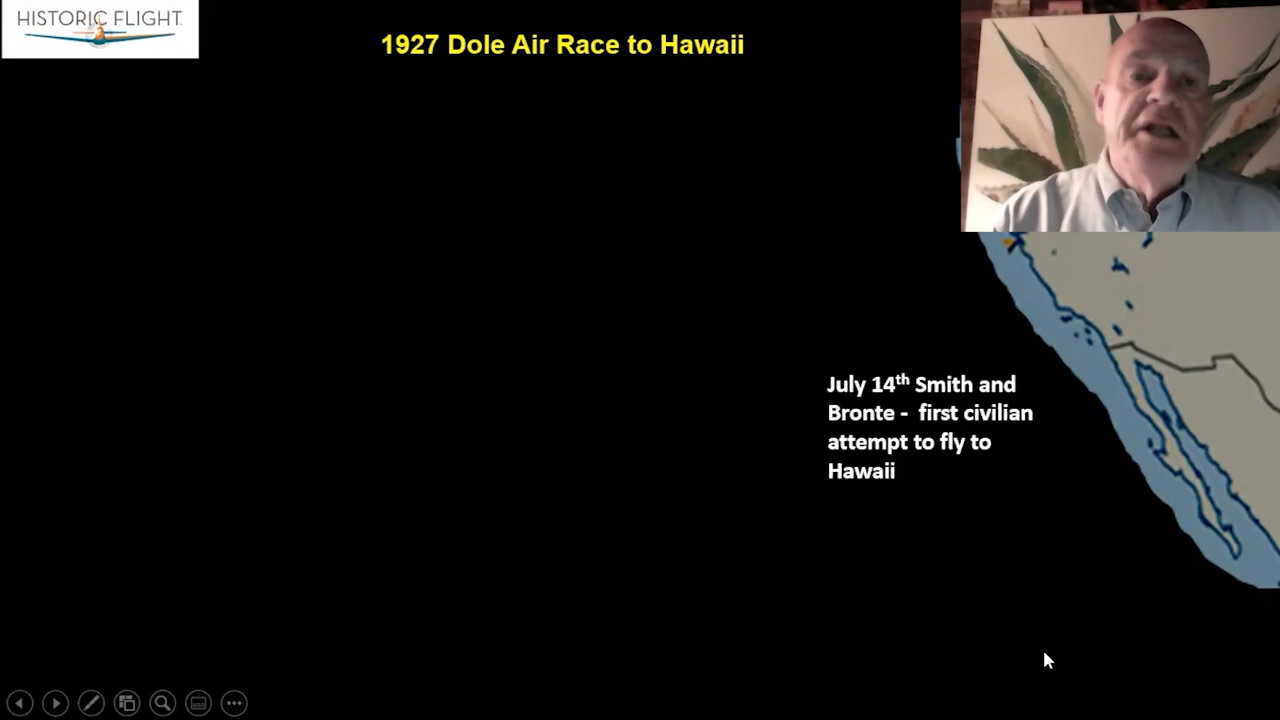 HISTORIC FLIGHT
1927 Dole Air Race to Hawaii
July 14th Smith and
Bronte - first civilian
attempt to fly to
Hawaii